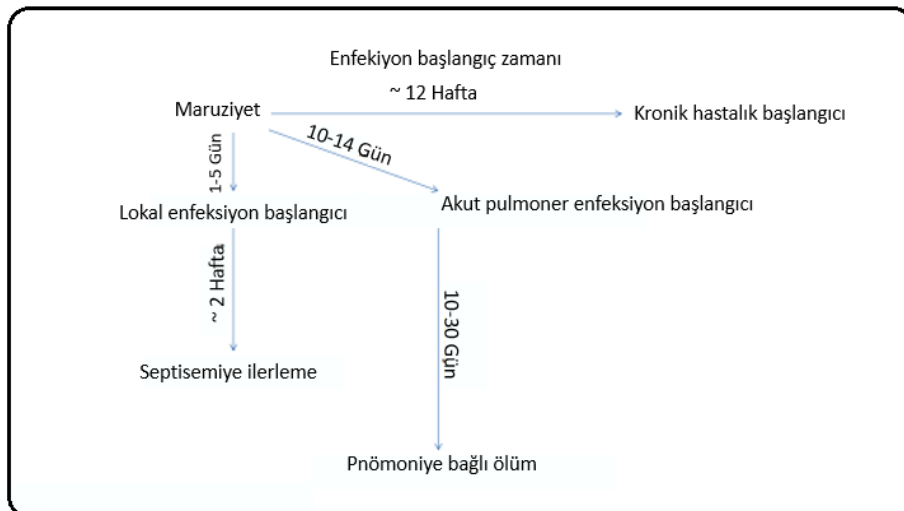 Enfekiyon başlangıç zamanı
~ 12 Hafta
Maruziyet
Kronik hastalık başlangıcı
10-14 Gün
1-5 Gün
Lokal enfeksiyon başlangıcı
Akut pulmoner enfeksiyon başlangıcı
~ 2 Hafta
10-30 Gün
Septisemiye ilerleme
Pnömoniye bağlı ölüm